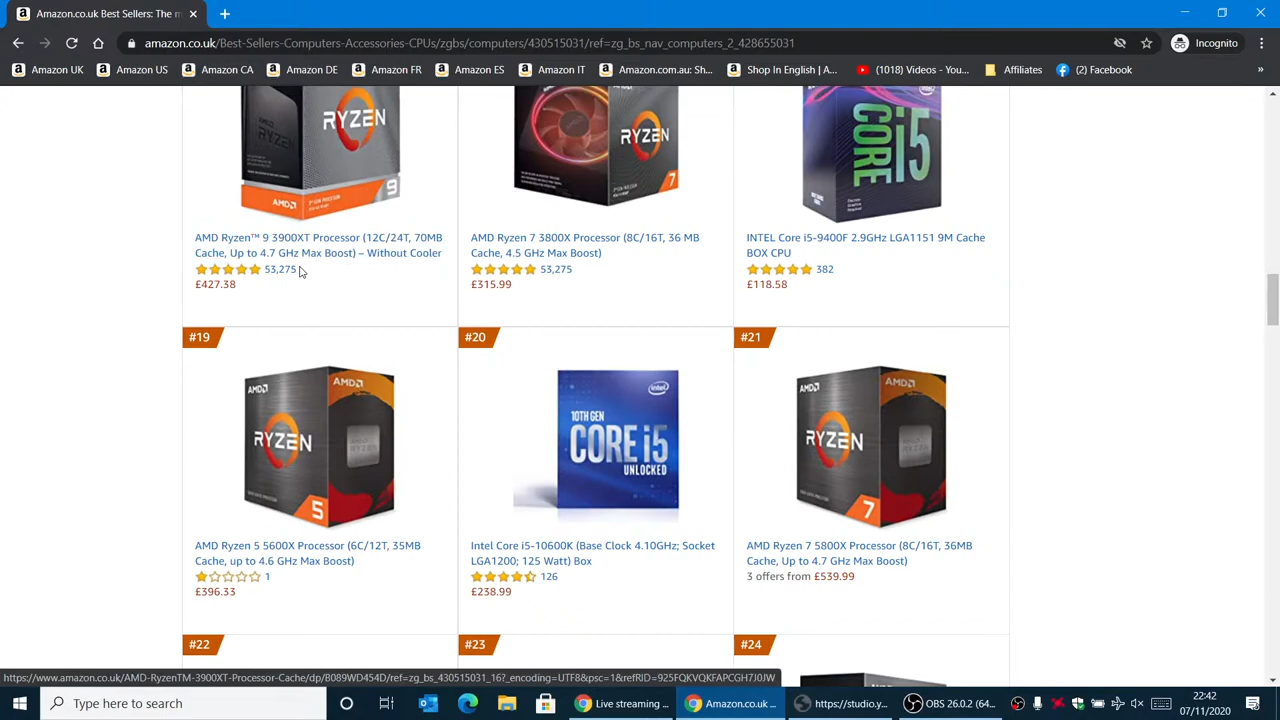 Amazon.co.uk Best Sellers: The m
amazon.co.uk/Best-Sellers-Computers-Accessories-CPUs/zgbs/computers/430515031/ref=zg_bs_nav_computers_2_428655031
Incognito
Amazon UK
Amazon US
Amazon CA
Amazon DE
Amazon FR
Amazon ES
Amazon IT
Amazon.com.au: Sh...
Shop In English | A...
(1018) Videos - You...
Affiliates
(2) Facebook
»
RYZEN
AMD
9
RYZEN
7
intel
CORE i5
AMD Ryzen™ 9 3900XT Processor (12C/24T, 70MB
Cache, Up to 4.7 GHz Max Boost) – Without Cooler
53,275
£427.38
AMD Ryzen 7 3800X Processor (8C/16T, 36 MB
Cache, 4.5 GHz Max Boost)
53,275
£315.99
INTEL Core i5-9400F 2.9GHz LGA1151 9M Cache
BOX CPU
382
£118.58
#19
#20
#21
AMD
AMD
RYZEN
5
intel
10TH GEN
CORE i5
UNLOCKED
AMD
AMD
RYZEN
7
AMD Ryzen 5 5600X Processor (6C/12T, 35MB
Cache, up to 4.6 GHz Max Boost)
1
£396.33
Intel Core i5-10600K (Base Clock 4.10GHz; Socket
LGA1200; 125 Watt) Box
126
£238.99
AMD Ryzen 7 5800X Processor (8C/16T, 36MB
Cache, Up to 4.7 GHz Max Boost)
3 offers from £539.99
#22
#23
#24
https://www.amazon.co.uk/AMD-RyzenTM-3900XT-Processor-Cache/dp/B089WD454D/ref=zg_bs_430515031_16?_encoding=UTF8&psc=1&refRID=925FQKVQKFAPCGH7J0JW
Type here to search
Live streaming ...
Amazon.co.uk ...
https://studio.y...
OBS 26.0.2 (64...
22:42
07/11/2020